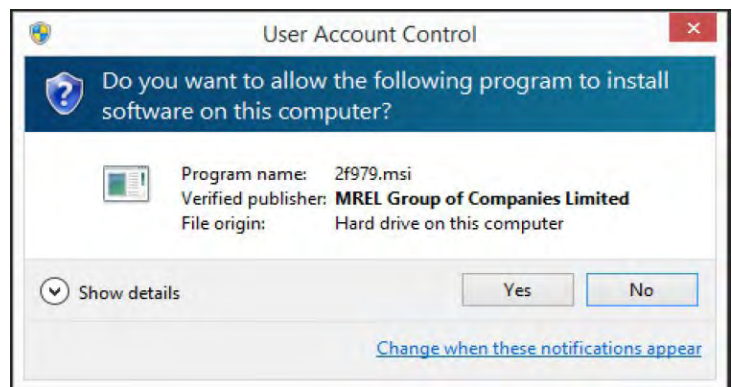 User Account Control
Do you want to allow the following program to install
software on this computer?
Program name: 2f979.msi
Verified publisher: MREL Group of Companies Limited
File origin: Hard drive on this computer
Show details
Yes No
Change when these notifications appear